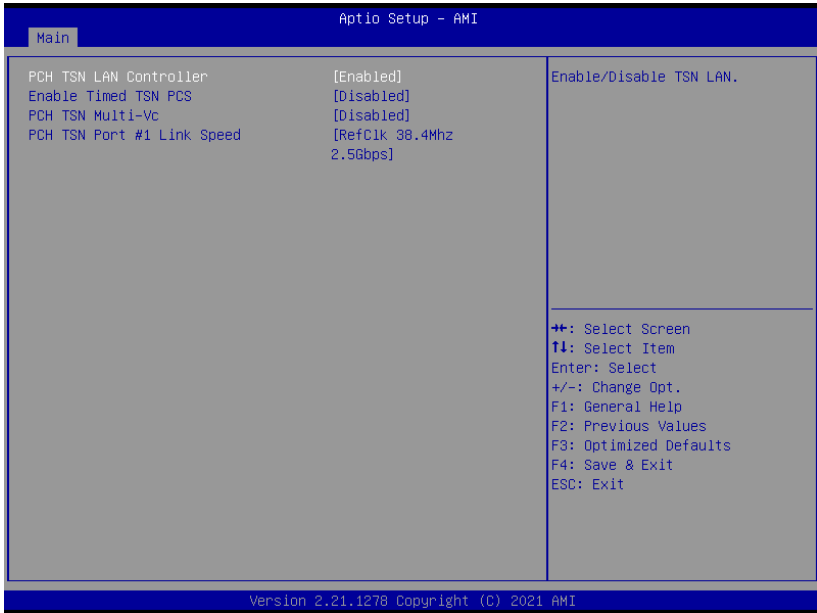 Aptio Setup – AMI
Main
PCH TSN LAN Controller [Enabled]
Enable Timed TSN PCS [Disabled]
PCH TSN Multi-Vc [Disabled]
PCH TSN Port #1 Link Speed [RefClk 38.4Mhz
2.5Gbps]
Enable/Disable TSN LAN.
→←: Select Screen
↑↓: Select Item
Enter: Select
+/-: Change Opt.
F1: General Help
F2: Previous Values
F3: Optimized Defaults
F4: Save & Exit
ESC: Exit
Version 2.21.1278 Copyright (C) 2021 AMI